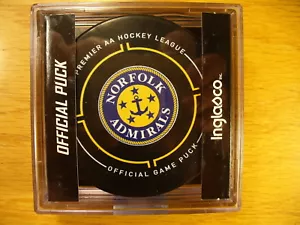 OFFICIAL PUCK
PREMIER AA HOCKEY LEAGUE
NORFOLK
ADMIRALS
OFFICIAL GAME PUCK
Inglasco